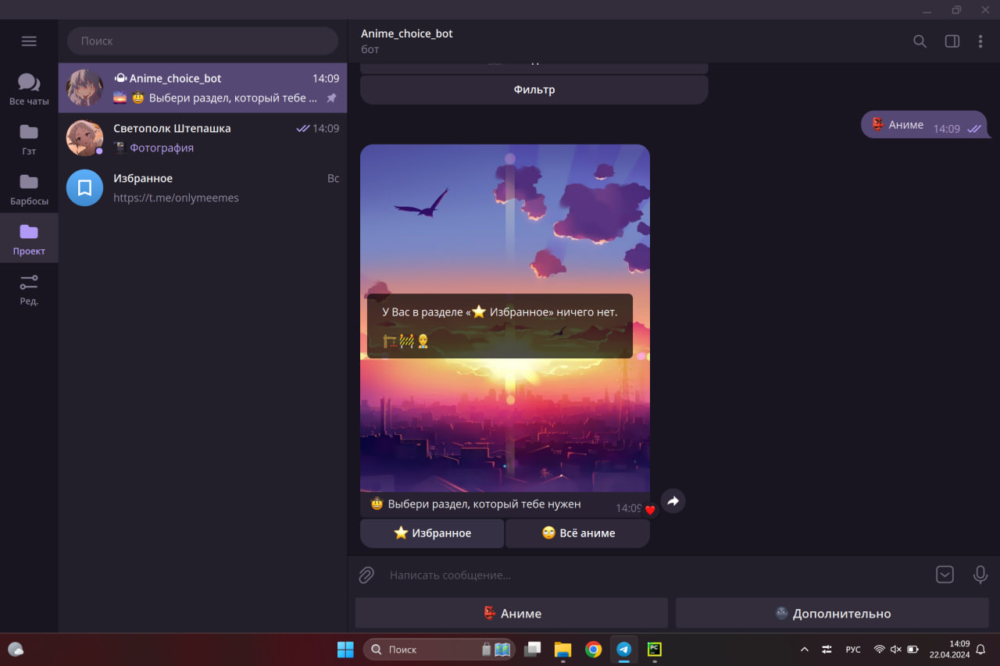 Поиск
Все чаты
Гзт
Барбосы
Проект
Ред.
Anime_choice_bot 14:09
🌇 🤠 Выбери раздел, который тебе ...
Светополк Штепашка 14:09
Фотография
Избранное Вс
https://t.me/onlymeemes
Anime_choice_bot
бот
Фильтр
👺 Аниме 14:09
У Вас в разделе «⭐ Избранное» ничего нет.
🏗🚧👷
🤠 Выбери раздел, который тебе нужен
14:09
⭐ Избранное
🙄 Всё аниме
Написать сообщение...
👺 Аниме
🌚 Дополнительно
Поиск
PC
РУС
14:09
22.04.2024